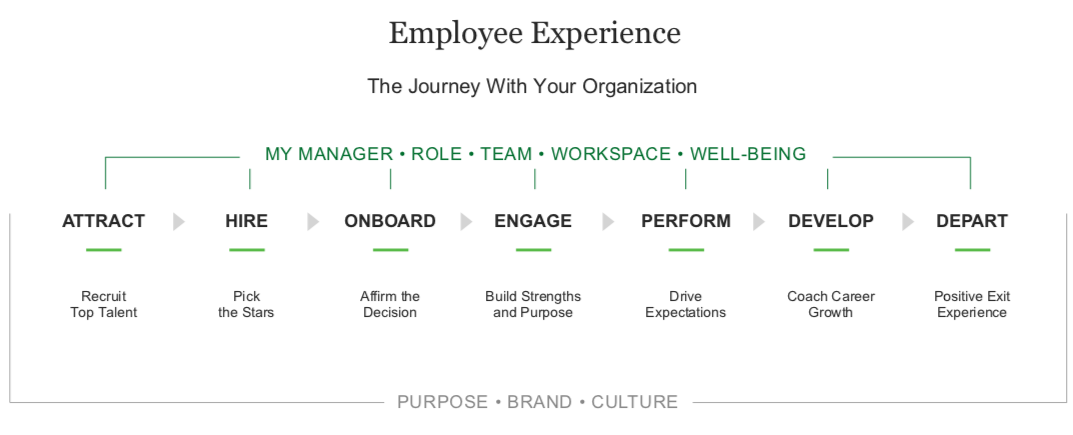 Employee Experience
The Journey With Your Organization
MY MANAGER • ROLE • TEAM • WORKSPACE • WELL-BEING
ATTRACT
HIRE
ONBOARD
ENGAGE
PERFORM
DEVELOP
DEPART
Recruit
Top Talent
Pick
the Stars
Affirm the
Decision
Build Strengths
and Purpose
Drive
Expectations
Coach Career
Growth
Positive Exit
Experience
PURPOSE • BRAND • CULTURE